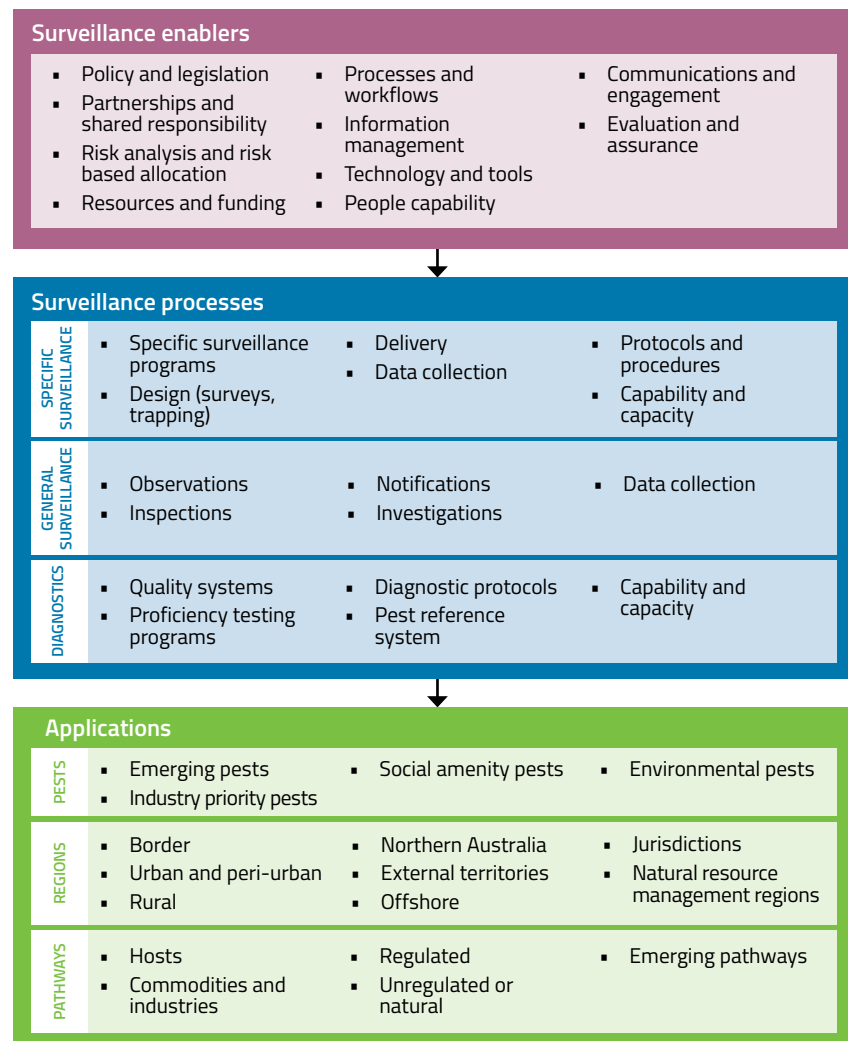 Surveillance enablers
▪ Policy and legislation
▪ Partnerships and
shared responsibility
▪ Risk analysis and risk
based allocation
▪ Resources and funding
▪ Processes and
workflows
▪ Information
management
▪ Technology and tools
▪ People capability
▪ Communications and
engagement
▪ Evaluation and
assurance
Surveillance processes
SPECIFIC
SURVEILLANCE
▪ Specific surveillance
programs
▪ Design (surveys,
trapping)
▪ Delivery
▪ Data collection
▪ Protocols and
procedures
▪ Capability and
capacity
GENERAL
SURVEILLANCE
▪ Observations
▪ Inspections
▪ Notifications
▪ Investigations
▪ Data collection
DIAGNOSTICS
▪ Quality systems
▪ Proficiency testing
programs
▪ Diagnostic protocols
▪ Pest reference
system
▪ Capability and
capacity
Applications
PESTS
▪ Emerging pests
▪ Industry priority pests
▪ Social amenity pests
▪ Environmental pests
REGIONS
▪ Border
▪ Urban and peri-urban
▪ Rural
▪ Northern Australia
▪ External territories
▪ Offshore
▪ Jurisdictions
▪ Natural resource
management regions
PATHWAYS
▪ Hosts
▪ Commodities and
industries
▪ Regulated
▪ Unregulated or
natural
▪ Emerging pathways